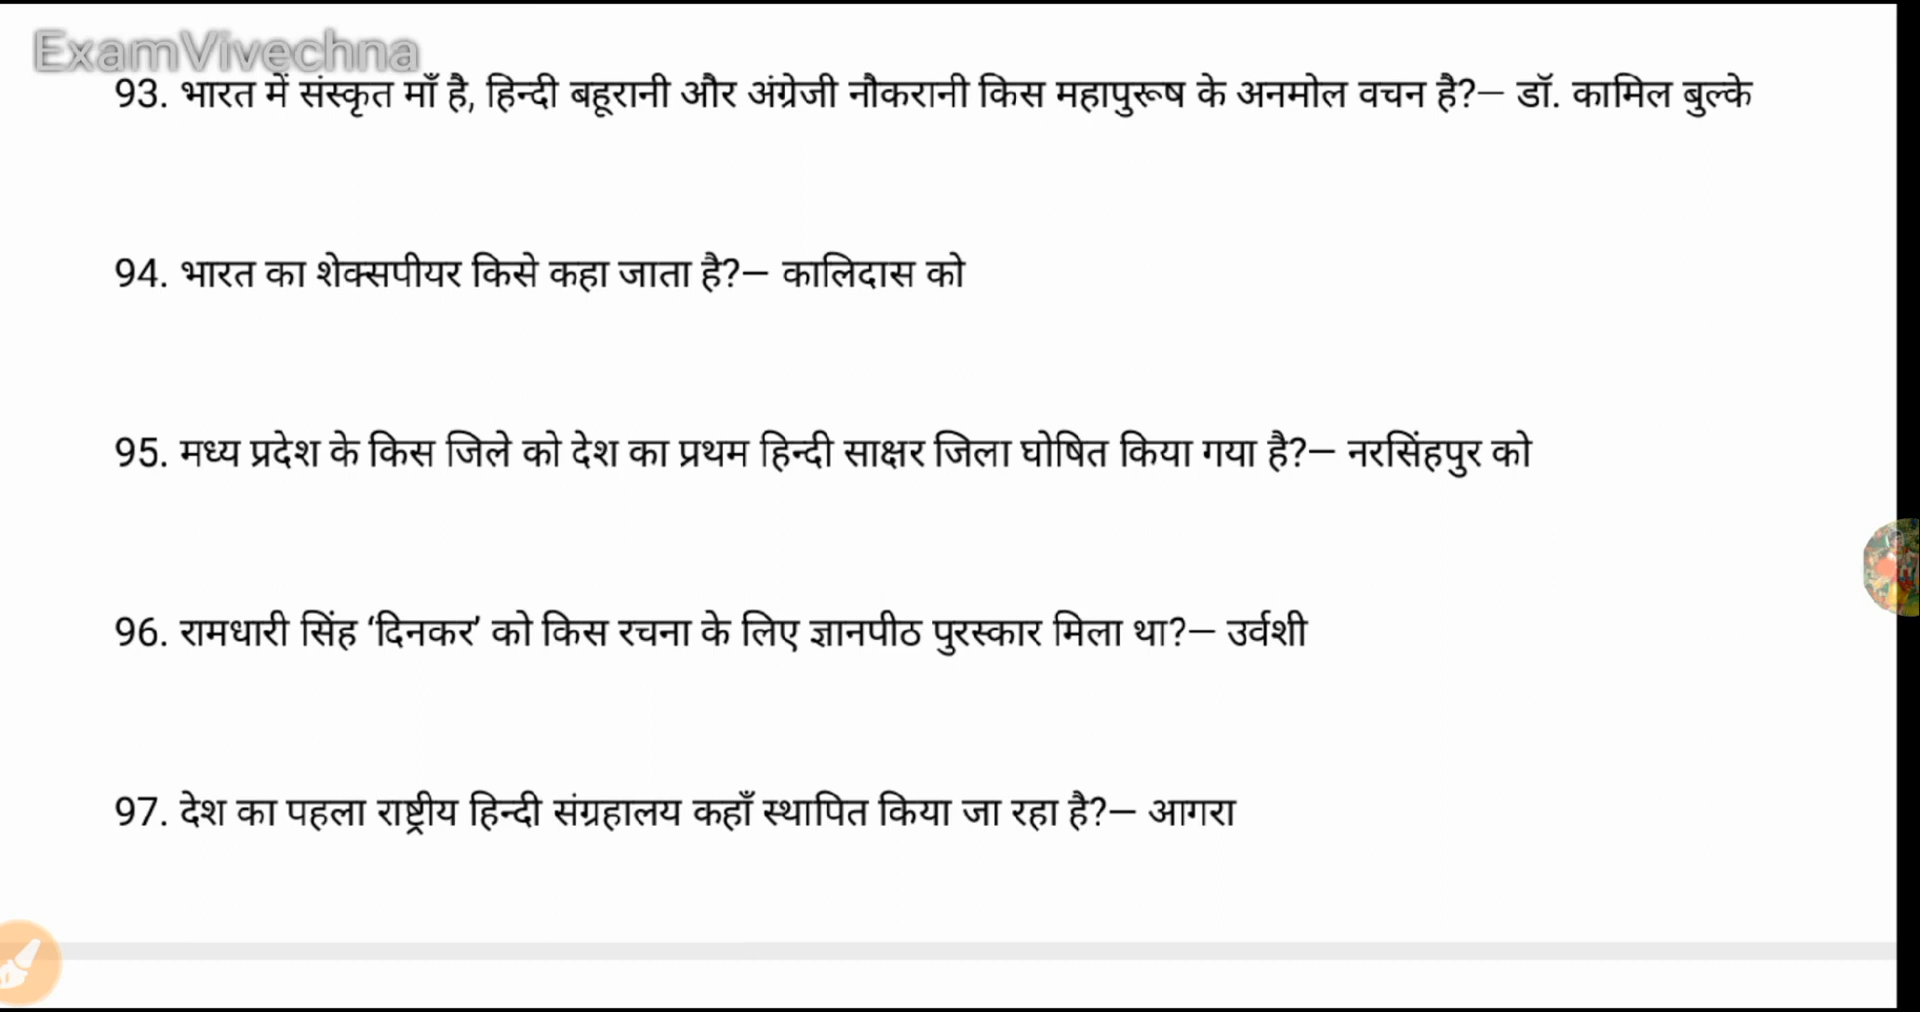 ExamVivechna
93. भारत में संस्कृत माँ है, हिन्दी बहूरानी और अंग्रेजी नौकरानी किस महापुरूष के अनमोल वचन है?— डॉ. कामिल बुल्के
94. भारत का शेक्सपीयर किसे कहा जाता है?— कालिदास को
95. मध्य प्रदेश के किस जिले को देश का प्रथम हिन्दी साक्षर जिला घोषित किया गया है?— नरसिंहपुर को
96. रामधारी सिंह ‘दिनकर’ को किस रचना के लिए ज्ञानपीठ पुरस्कार मिला था?— उर्वशी
97. देश का पहला राष्ट्रीय हिन्दी संग्रहालय कहाँ स्थापित किया जा रहा है?— आगरा